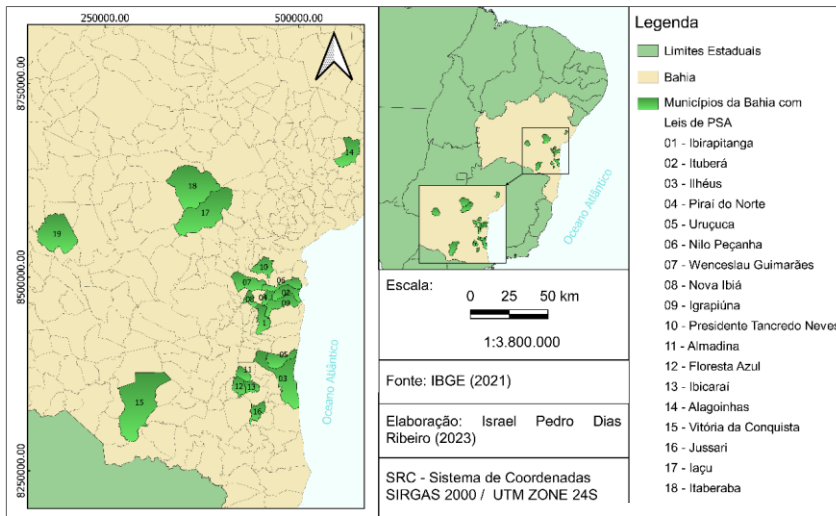 250000.00
500000.00
8750000.00
8500000.00
8250000.00
14
18
17
19
10
07
05
04
02
08
09
1
05
11
03
12
13
15
16
Oceano Atlântico
Oceano Atlântico
Escala:
0 25 50 km
1:3.800.000
Fonte: IBGE (2021)
Elaboração: Israel Pedro Dias
Ribeiro (2023)
SRC - Sistema de Coordenadas
SIRGAS 2000 / UTM ZONE 24S
Legenda
Limites Estaduais
Bahia
Municípios da Bahia com
Leis de PSA
01 - Ibirapitanga
02 - Ituberá
03 - Ilhéus
04 - Piraí do Norte
05 - Uruçuca
06 - Nilo Peçanha
07 - Wenceslau Guimarães
08 - Nova Ibiá
09 - Igrapiúna
10 - Presidente Tancredo Neves
11 - Almadina
12 - Floresta Azul
13 - Ibicaraí
14 - Alagoinhas
15 - Vitória da Conquista
16 - Jussari
17 - Iaçu
18 - Itaberaba